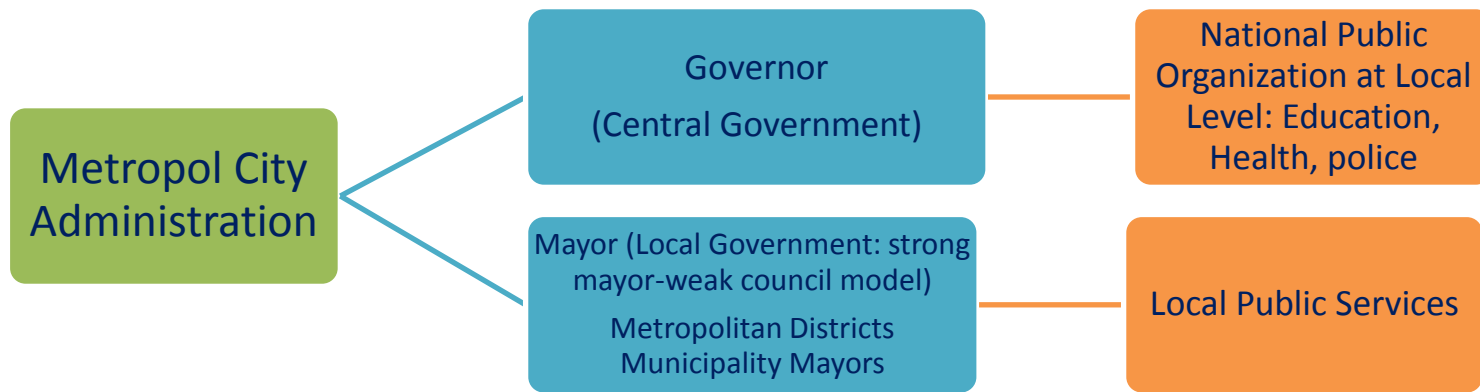 Metropol City
Administration
Governor
(Central Government)
National Public
Organization at Local
Level: Education,
Health, police
Mayor (Local Government: strong
mayor-weak council model)
Metropolitan Districts
Municipality Mayors
Local Public Services